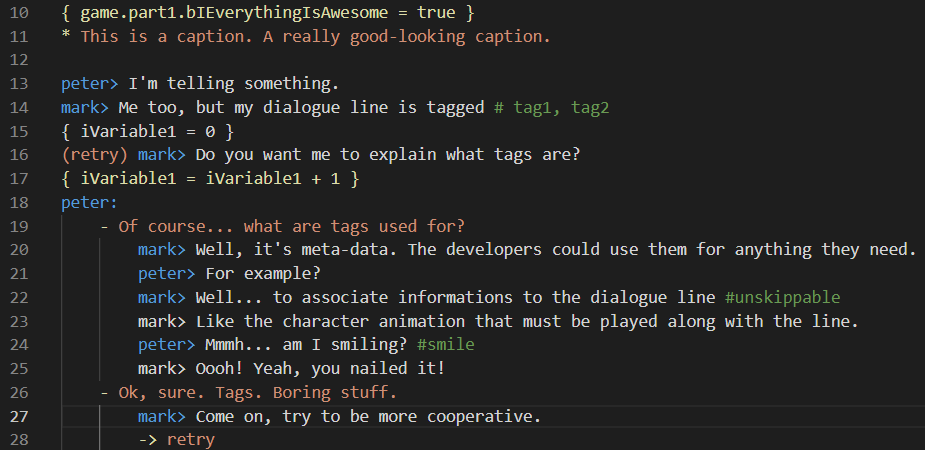 10 { game.part1.bIEverythingIsAwesome = true }
11 * This is a caption. A really good-looking caption.
12
13 peter> I'm telling something.
14 mark> Me too, but my dialogue line is tagged # tag1, tag2
15 { iVariable1 = 0 }
16 (retry) mark> Do you want me to explain what tags are?
17 { iVariable1 = iVariable1 + 1 }
18 peter:
19 - Of course... what are tags used for?
20 mark> Well, it's meta-data. The developers could use them for anything they need.
21 peter> For example?
22 mark> Well... to associate informations to the dialogue line #unskippable
23 mark> Like the character animation that must be played along with the line.
24 peter> Mmmh... am I smiling? #smile
25 mark> Oooh! Yeah, you nailed it!
26 - Ok, sure. Tags. Boring stuff.
27 mark> Come on, try to be more cooperative.
28 -> retry